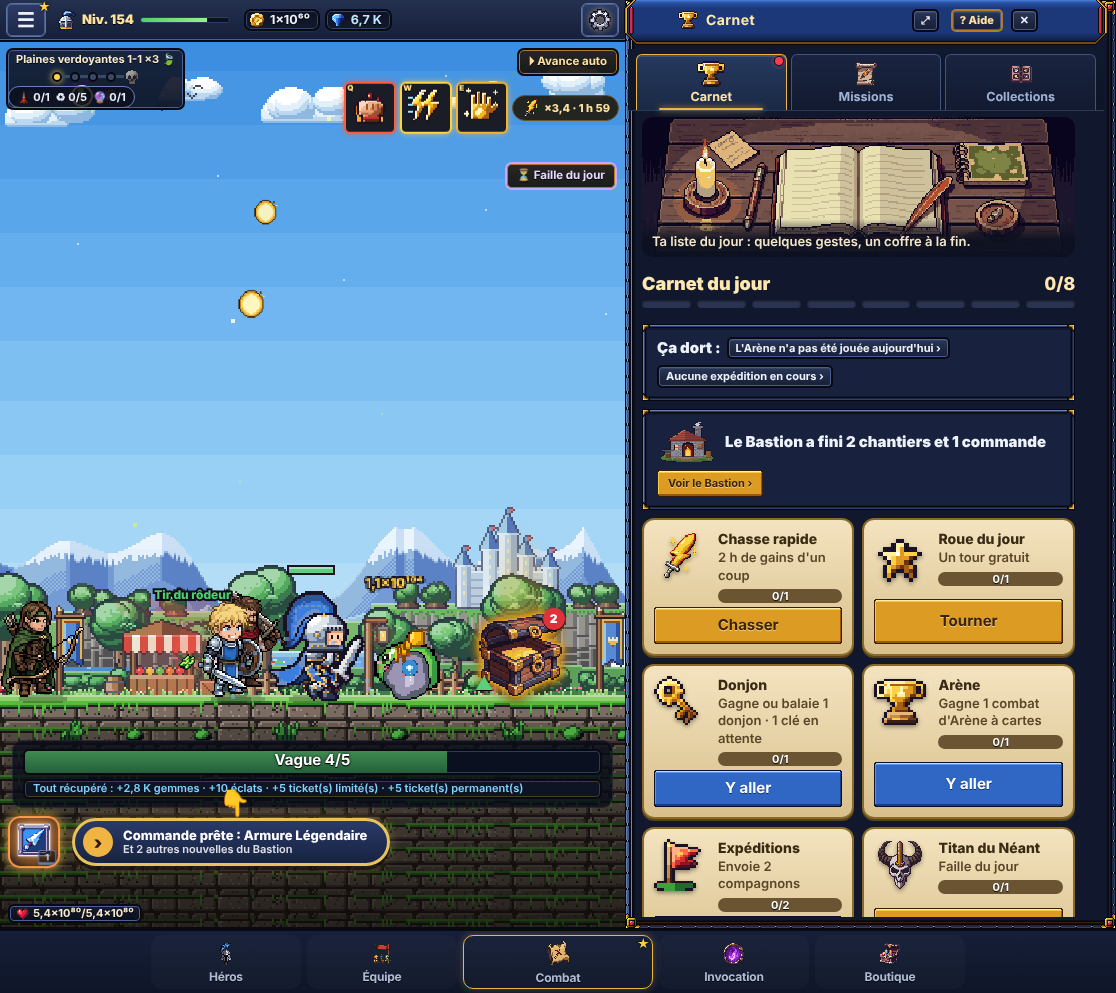 Niv. 154
1×10⁶⁰
6,7 K
Plaines verdoyantes 1-1 ×3
0/1 0/5 0/1
Avance auto
Q
W
E
×3,4 · 1 h 59
Faille du jour
Tir du rôdeur
2
Vague 4/5
Tout récupéré : +2,8 K gemmes · +10 éclats · +5 ticket(s) limité(s) · +5 ticket(s) permanent(s)
1
Commande prête : Armure Légendaire
Et 2 autres nouvelles du Bastion
5,4×10⁸⁰/5,4×10⁸⁰
Carnet
? Aide
Carnet
Missions
Collections
Ta liste du jour : quelques gestes, un coffre à la fin.
Carnet du jour
0/8
Ça dort :
L'Arène n'a pas été jouée aujourd'hui ›
Aucune expédition en cours ›
Le Bastion a fini 2 chantiers et 1 commande
Voir le Bastion ›
Chasse rapide
2 h de gains d'un
coup
0/1
Chasser
Roue du jour
Un tour gratuit
0/1
Tourner
Donjon
Gagne ou balaie 1
donjon · 1 clé en
attente
0/1
Y aller
Arène
Gagne 1 combat
d'Arène à cartes
0/1
Y aller
Expéditions
Envoie 2
compagnons
0/2
Titan du Néant
Faille du jour
0/1
Héros
Équipe
Combat
Invocation
Boutique